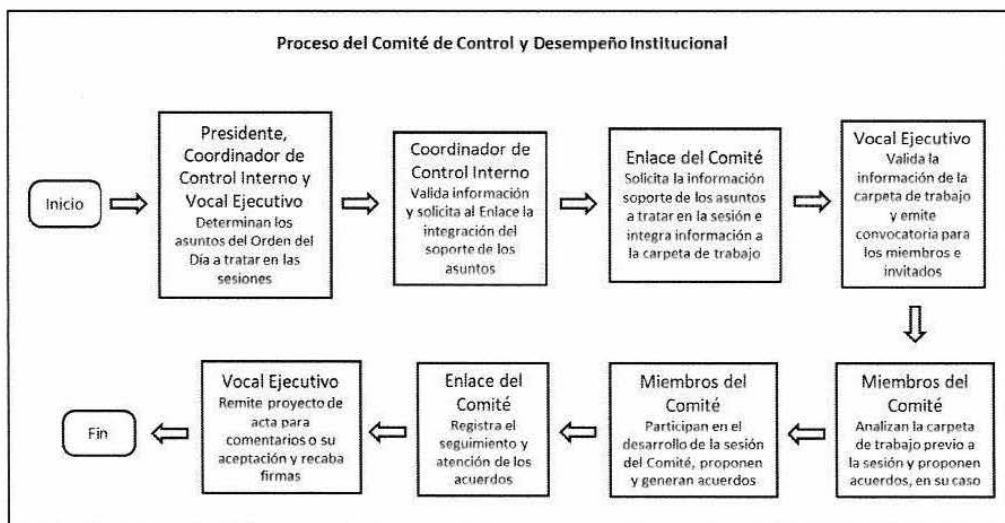 Proceso del Comité de Control y Desempeño Institucional
Inicio
Presidente,
Coordinador de
Control Interno y
Vocal Ejecutivo
Determinan los
asuntos del Orden del
Día a tratar en las
sesiones
Coordinador de
Control Interno
Valida información
y solicita al Enlace la
integración del
soporte de los
asuntos
Enlace del Comité
Solicita la información
soporte de los asuntos
a tratar en la sesión e
integra información a
la carpeta de trabajo
Vocal Ejecutivo
Valida la
información de la
carpeta de trabajo
y emite
convocatoria para
los miembros e
invitados
Miembros del
Comité
Analizan la carpeta
de trabajo previo a
la sesión y proponen
acuerdos, en su caso
Miembros del
Comité
Participan en el
desarrollo de la sesión
del Comité, proponen
y generan acuerdos
Enlace del
Comité
Registra el
seguimiento y
atención de los
acuerdos
Vocal Ejecutivo
Remite proyecto de
acta para
comentarios o su
aceptación y recaba
firmas
Fin